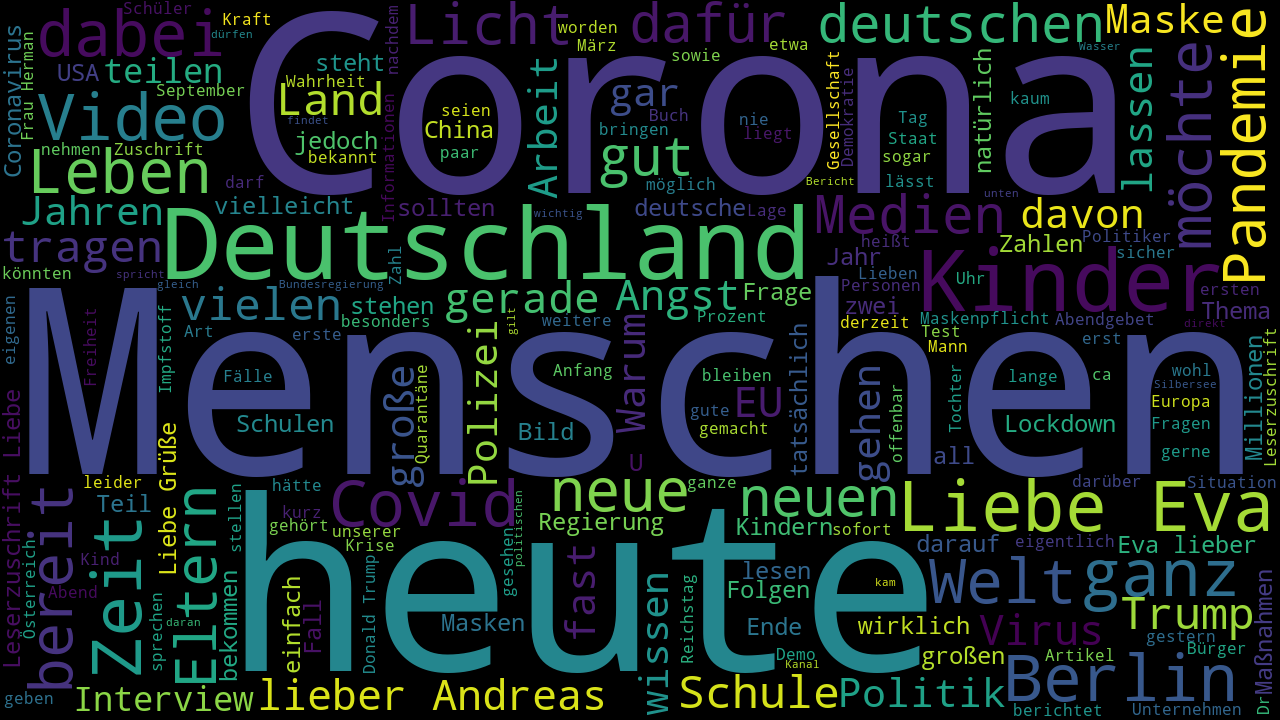 Schüler
Kraft
dürfen
dabei
Corona
Licht
worden
März
dafür
etwa
sowie
deutschen
Maske
Pandemie
Wasser
Coronavirus
Frau Herman
USA
teilen
September
Video
steht
Wahrheit
Land
nachdem
Informationen
findet
jedoch
bekannt
seien
China
paar
Arbeit
gar
Buch
bringen
nie
liegt
gut
möglich
Gesellschaft
Demokratie
Bericht
Tag
Staat
sogar
lässt
natürlich
kaum
unten
lassen
möchte
nehmen
Zuschrift
Leben
darf
Jahren
vielleicht
sollten
wichtig
deutsche
Lage
Medien
davon
tragen
Deutschland
könnten
spricht
gleich
Bundesregierung
Zahl
heißt
Jahr
Zahlen
Politiker
sicher
Lieben
Personen
Uhr
Kinder
ersten
Thema
direkt
eigenen
Freiheit
Impfstoff
vielen
Art
erste
stehen
besonders
gerade
gilt
Angst
weitere
Frage
Prozent
zwei
derzeit
Maskenpflicht
Test
Mann
Abendgebet
erst
Menschen
Fälle
Schulen
große
Quarantäne
Polizei
Anfang
Bild
Warum
bleiben
gute
gemacht
EU
tatsächlich
gehen
offenbar
Tochter
all
lange
ca
Lockdown
wohl
Silbersee
Europa
Fragen
gerne
Millionen
Leserzuschrift
Leserzuschrift Liebe
leider
Teil
Liebe Grüße
hätte
kurz
gehört
unserer
Krise
Covid
neue
ganze
neuen
Liebe Eva
darüber
Situation
bereit
Zeit
Eltern
stellen
heute
Regierung
politischen
gesehen
Kindern
sofort
darauf
eigentlich
Eva lieber
Österreich
Kind
Abend
sprechen
daran
bekommen
einfach
Fall
Donald Trump
Masken
fast
wissen
Reichstag
lesen
Folgen
Ende
Demo
Kanal
kam
wirklich
großen
Welt
ganz
Virus
Trump
gestern
Bürger
Artikel
Maßnahmen
Dr
geben
Interview
lieber Andreas
Schule
Politik
Berlin
berichtet
Unternehmen